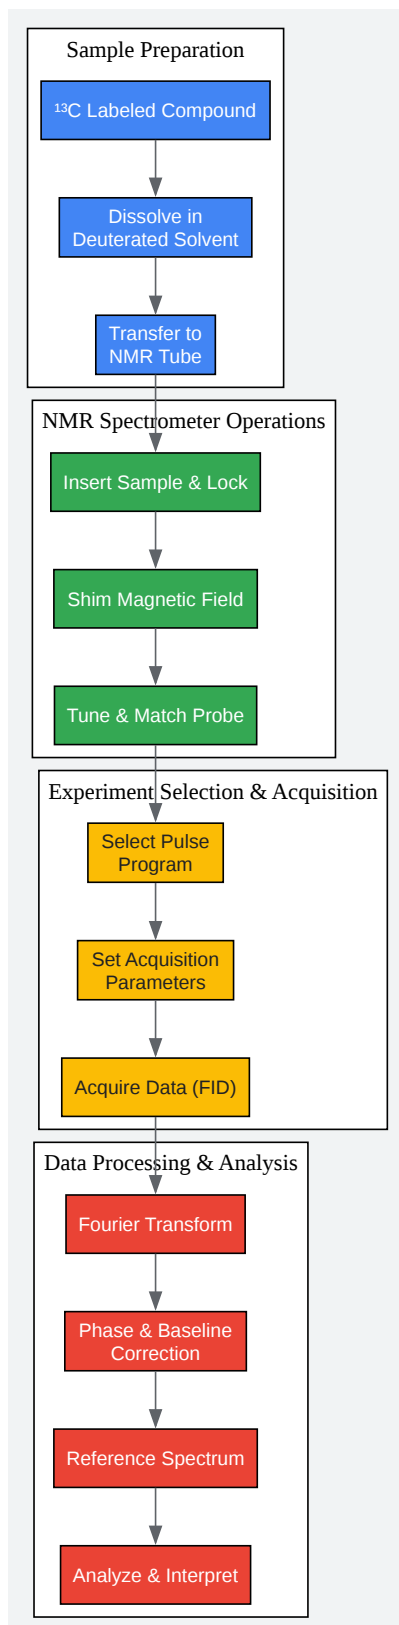 Sample Preparation
¹³C Labeled Compound
Dissolve in
Deuterated Solvent
Transfer to
NMR Tube
NMR Spectrometer Operations
Insert Sample & Lock
Shim Magnetic Field
Tune & Match Probe
Experiment Selection & Acquisition
Select Pulse
Program
Set Acquisition
Parameters
Acquire Data (FID)
Data Processing & Analysis
Fourier Transform
Phase & Baseline
Correction
Reference Spectrum
Analyze & Interpret